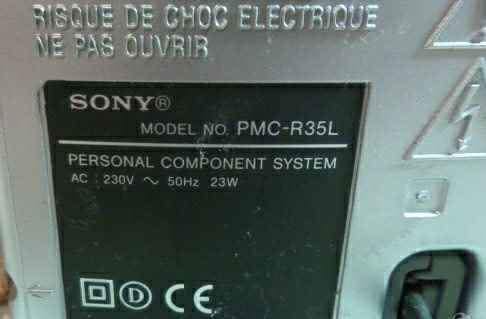 RISQUE DE CHOC ELECTRIQUE
NE PAS OUVRIR
SONY®
MODEL NO. PMC-R35L
PERSONAL COMPONENT SYSTEM
AC : 230V ~ 50Hz 23W
D CE